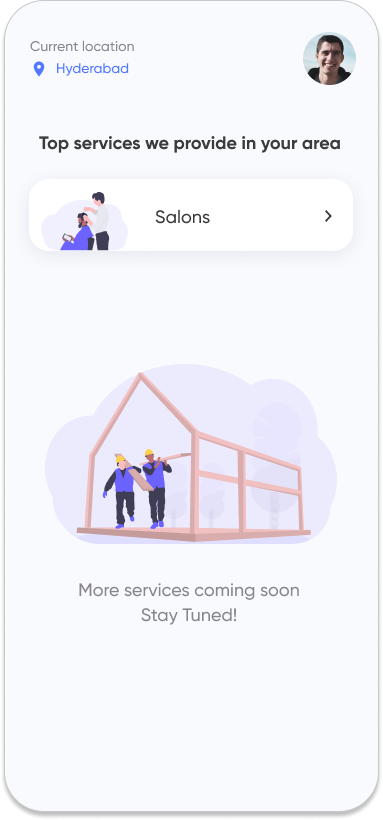 Current location
Hyderabad
Top services we provide in your area
Salons
More services coming soon
Stay Tuned!